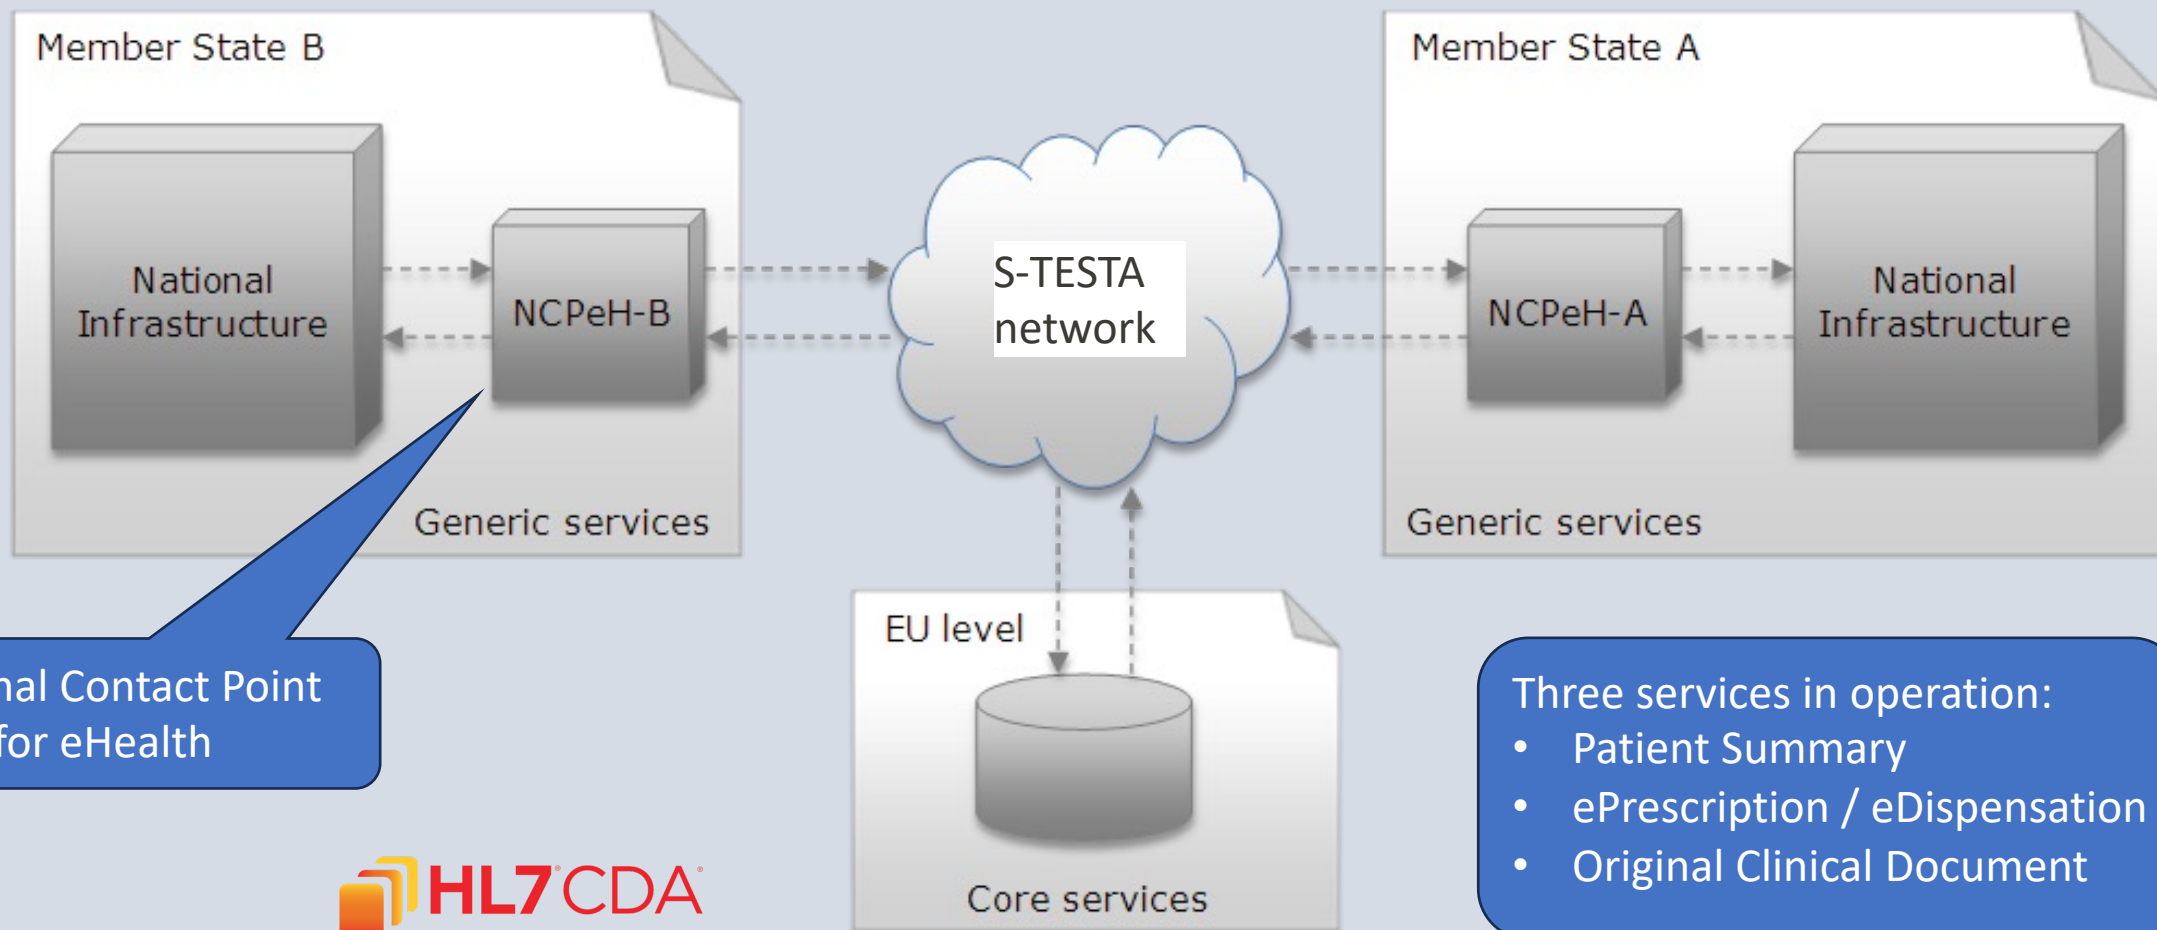 Member State B
National
Infrastructure
NCPeH-B
Generic services
S-TESTA
network
Member State A
NCPeH-A
National
Infrastructure
Generic services
nal Contact Point
for eHealth
EU level
Core services
Three services in operation:
• Patient Summary
• ePrescription / eDispensation
• Original Clinical Document
HL7® CDA®